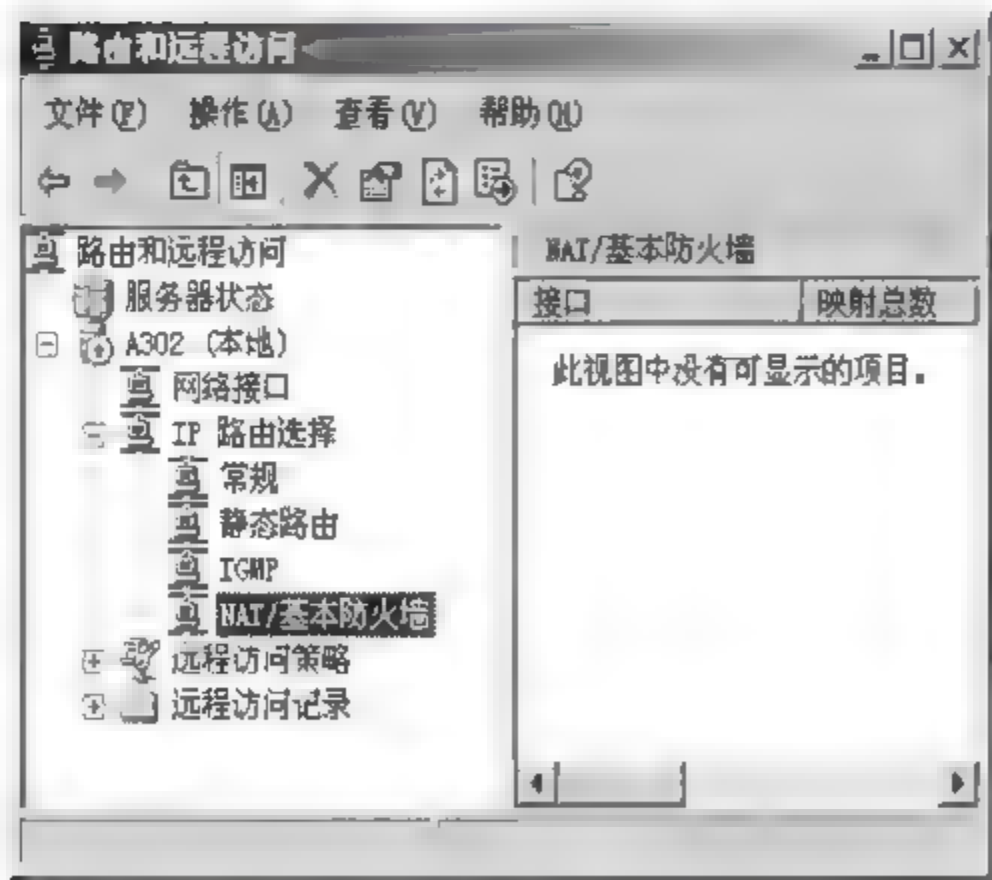 路由和远程访问
文件(F) 操作(A) 查看(V) 帮助(H)
路由和远程访问
服务器状态
A302 (本地)
网络接口
IP 路由选择
常规
静态路由
IGMP
NAT/基本防火墙
远程访问策略
远程访问记录
NAT/基本防火墙
接口 映射总数
此视图中没有可显示的项目。